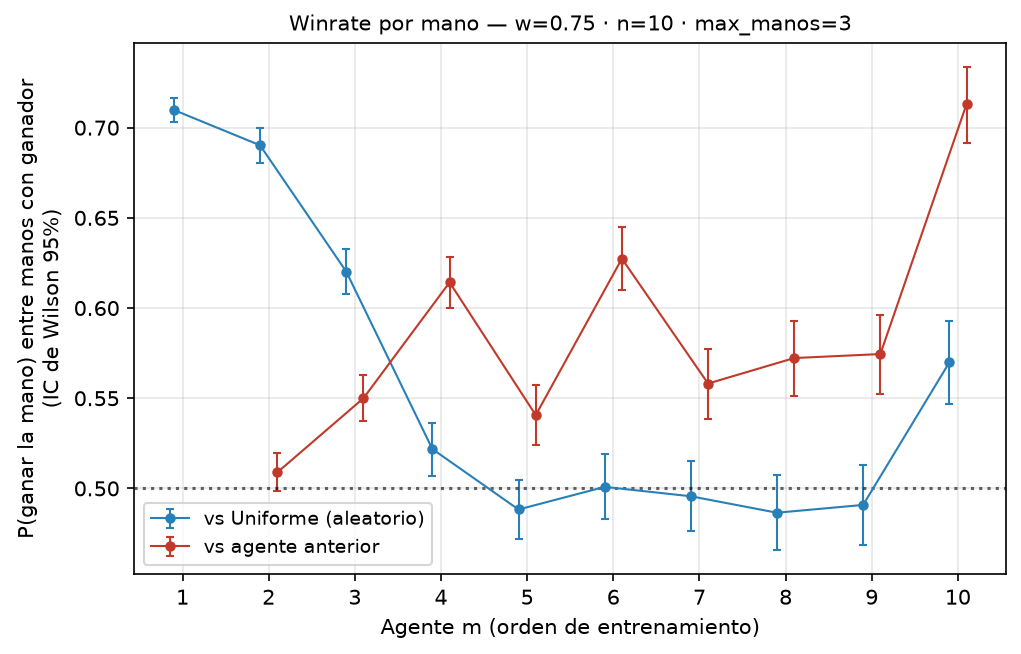 Winrate por mano — w=0.75 · n=10 · max_manos=3
P(ganar la mano) entre manos con ganador
(IC de Wilson 95%)
0.70
0.65
0.60
0.55
0.50
vs Uniforme (aleatorio)
vs agente anterior
1 2 3 4 5 6 7 8 9 10
Agente m (orden de entrenamiento)